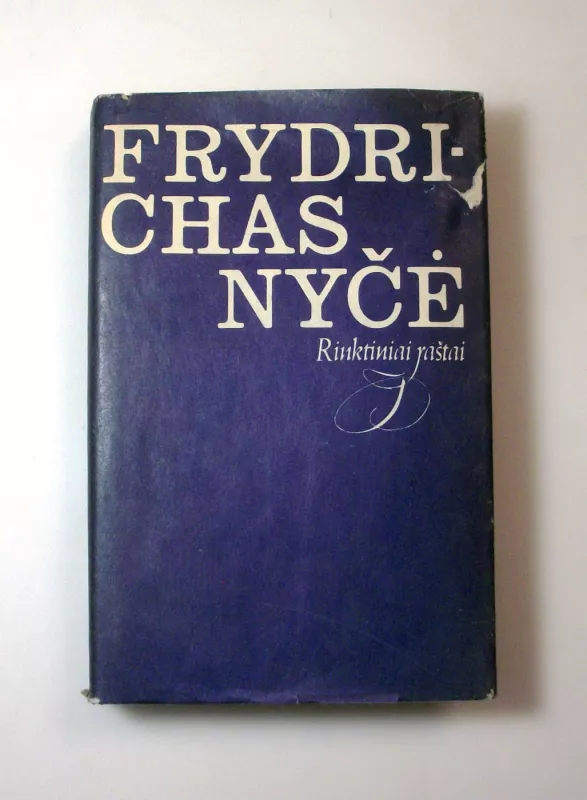 FRYDRI-
CHAS
NYČĖ
Rinktiniai raštai